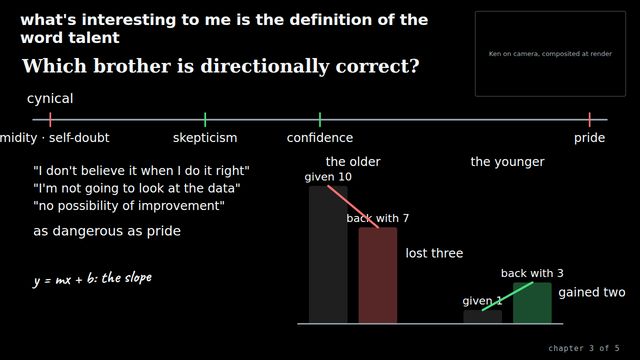 what's interesting to me is the definition of the
word talent
Ken on camera, composited at render
Which brother is directionally correct?
cynical
midity · self-doubt
skepticism
confidence
pride
"I don't believe it when I do it right"
"I'm not going to look at the data"
"no possibility of improvement"
as dangerous as pride
y = mx + b: the slope
the older
the younger
given 10
back with 7
lost three
given 1
back with 3
gained two
chapter 3 of 5